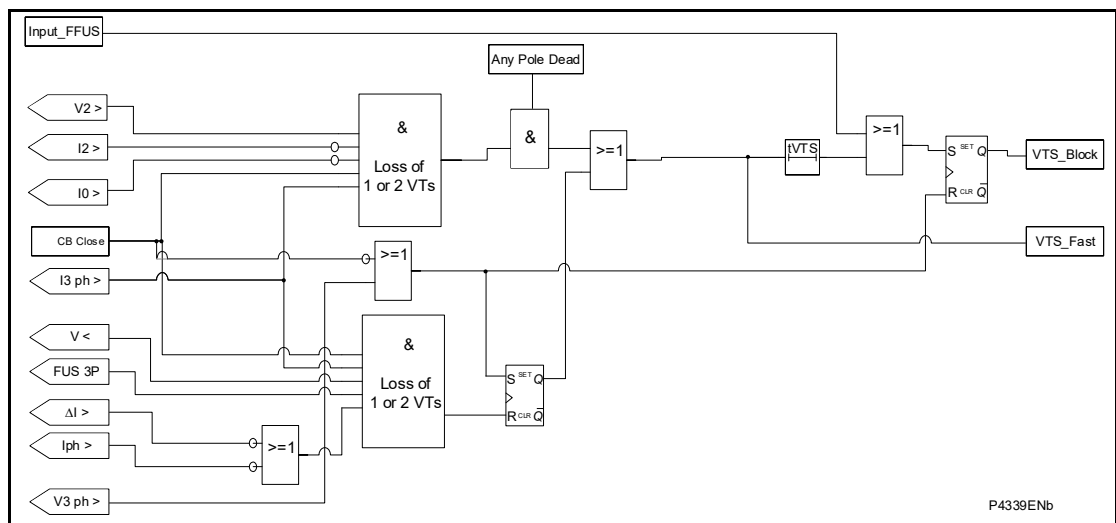 Input_FFUS
Any Pole Dead
V2 >
I2 >
I0 >
&
Loss of
1 or 2 VTs
&
>=1
tVTS
>=1
S SET Q
R CLR Q̅
VTS_Block
VTS_Fast
CB Close
I3 ph >
>=1
V <
FUS 3P
ΔI >
Iph >
V3 ph >
>=1
&
Loss of
1 or 2 VTs
S SET Q
R CLR Q̅
P4339ENb